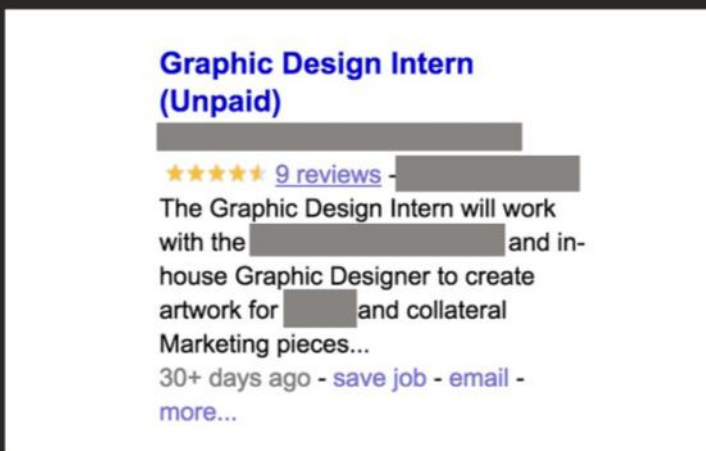 Graphic Design Intern
(Unpaid)
9 reviews -
The Graphic Design Intern will work
with the and in-
house Graphic Designer to create
artwork for and collateral
Marketing pieces...
30+ days ago - save job - email -
more...